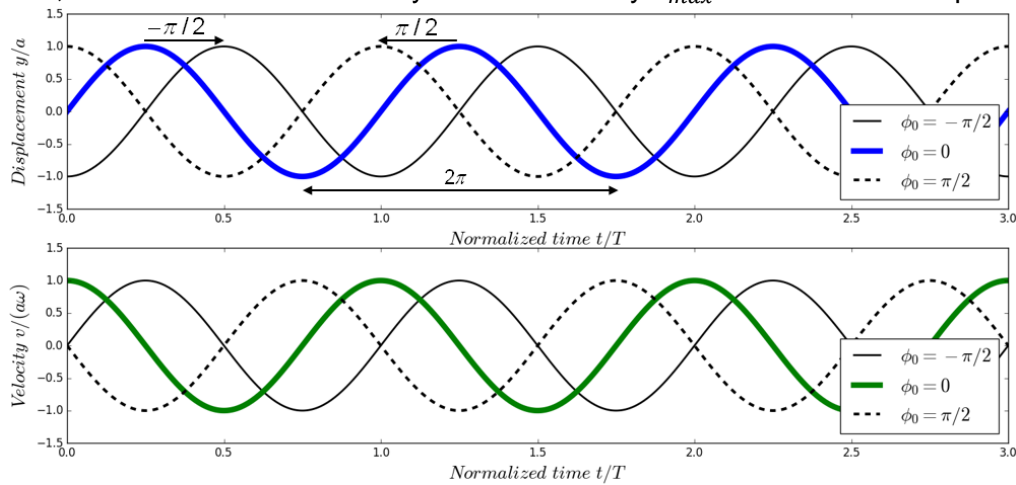 max
−π/2
π/2
2π
Displacement y/a
1.5
1.0
0.5
0.0
−0.5
−1.0
−1.5
0.0 0.5 1.0 1.5 2.0 2.5 3.0
Normalized time t/T
ϕ₀ = −π/2
ϕ₀ = 0
ϕ₀ = π/2
Velocity v/(aω)
1.5
1.0
0.5
0.0
−0.5
−1.0
−1.5
0.0 0.5 1.0 1.5 2.0 2.5 3.0
Normalized time t/T
ϕ₀ = −π/2
ϕ₀ = 0
ϕ₀ = π/2